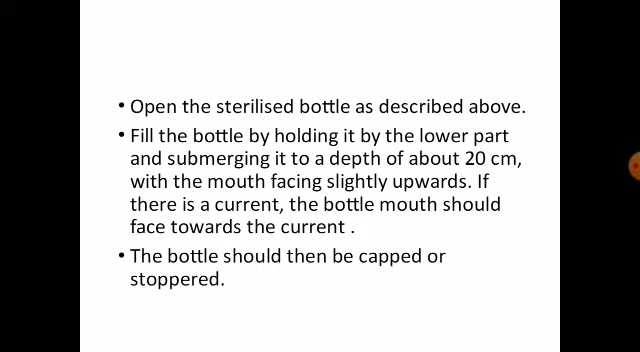 • Open the sterilised bottle as described above.
• Fill the bottle by holding it by the lower part
and submerging it to a depth of about 20 cm,
with the mouth facing slightly upwards. If
there is a current, the bottle mouth should
face towards the current .
• The bottle should then be capped or
stoppered.